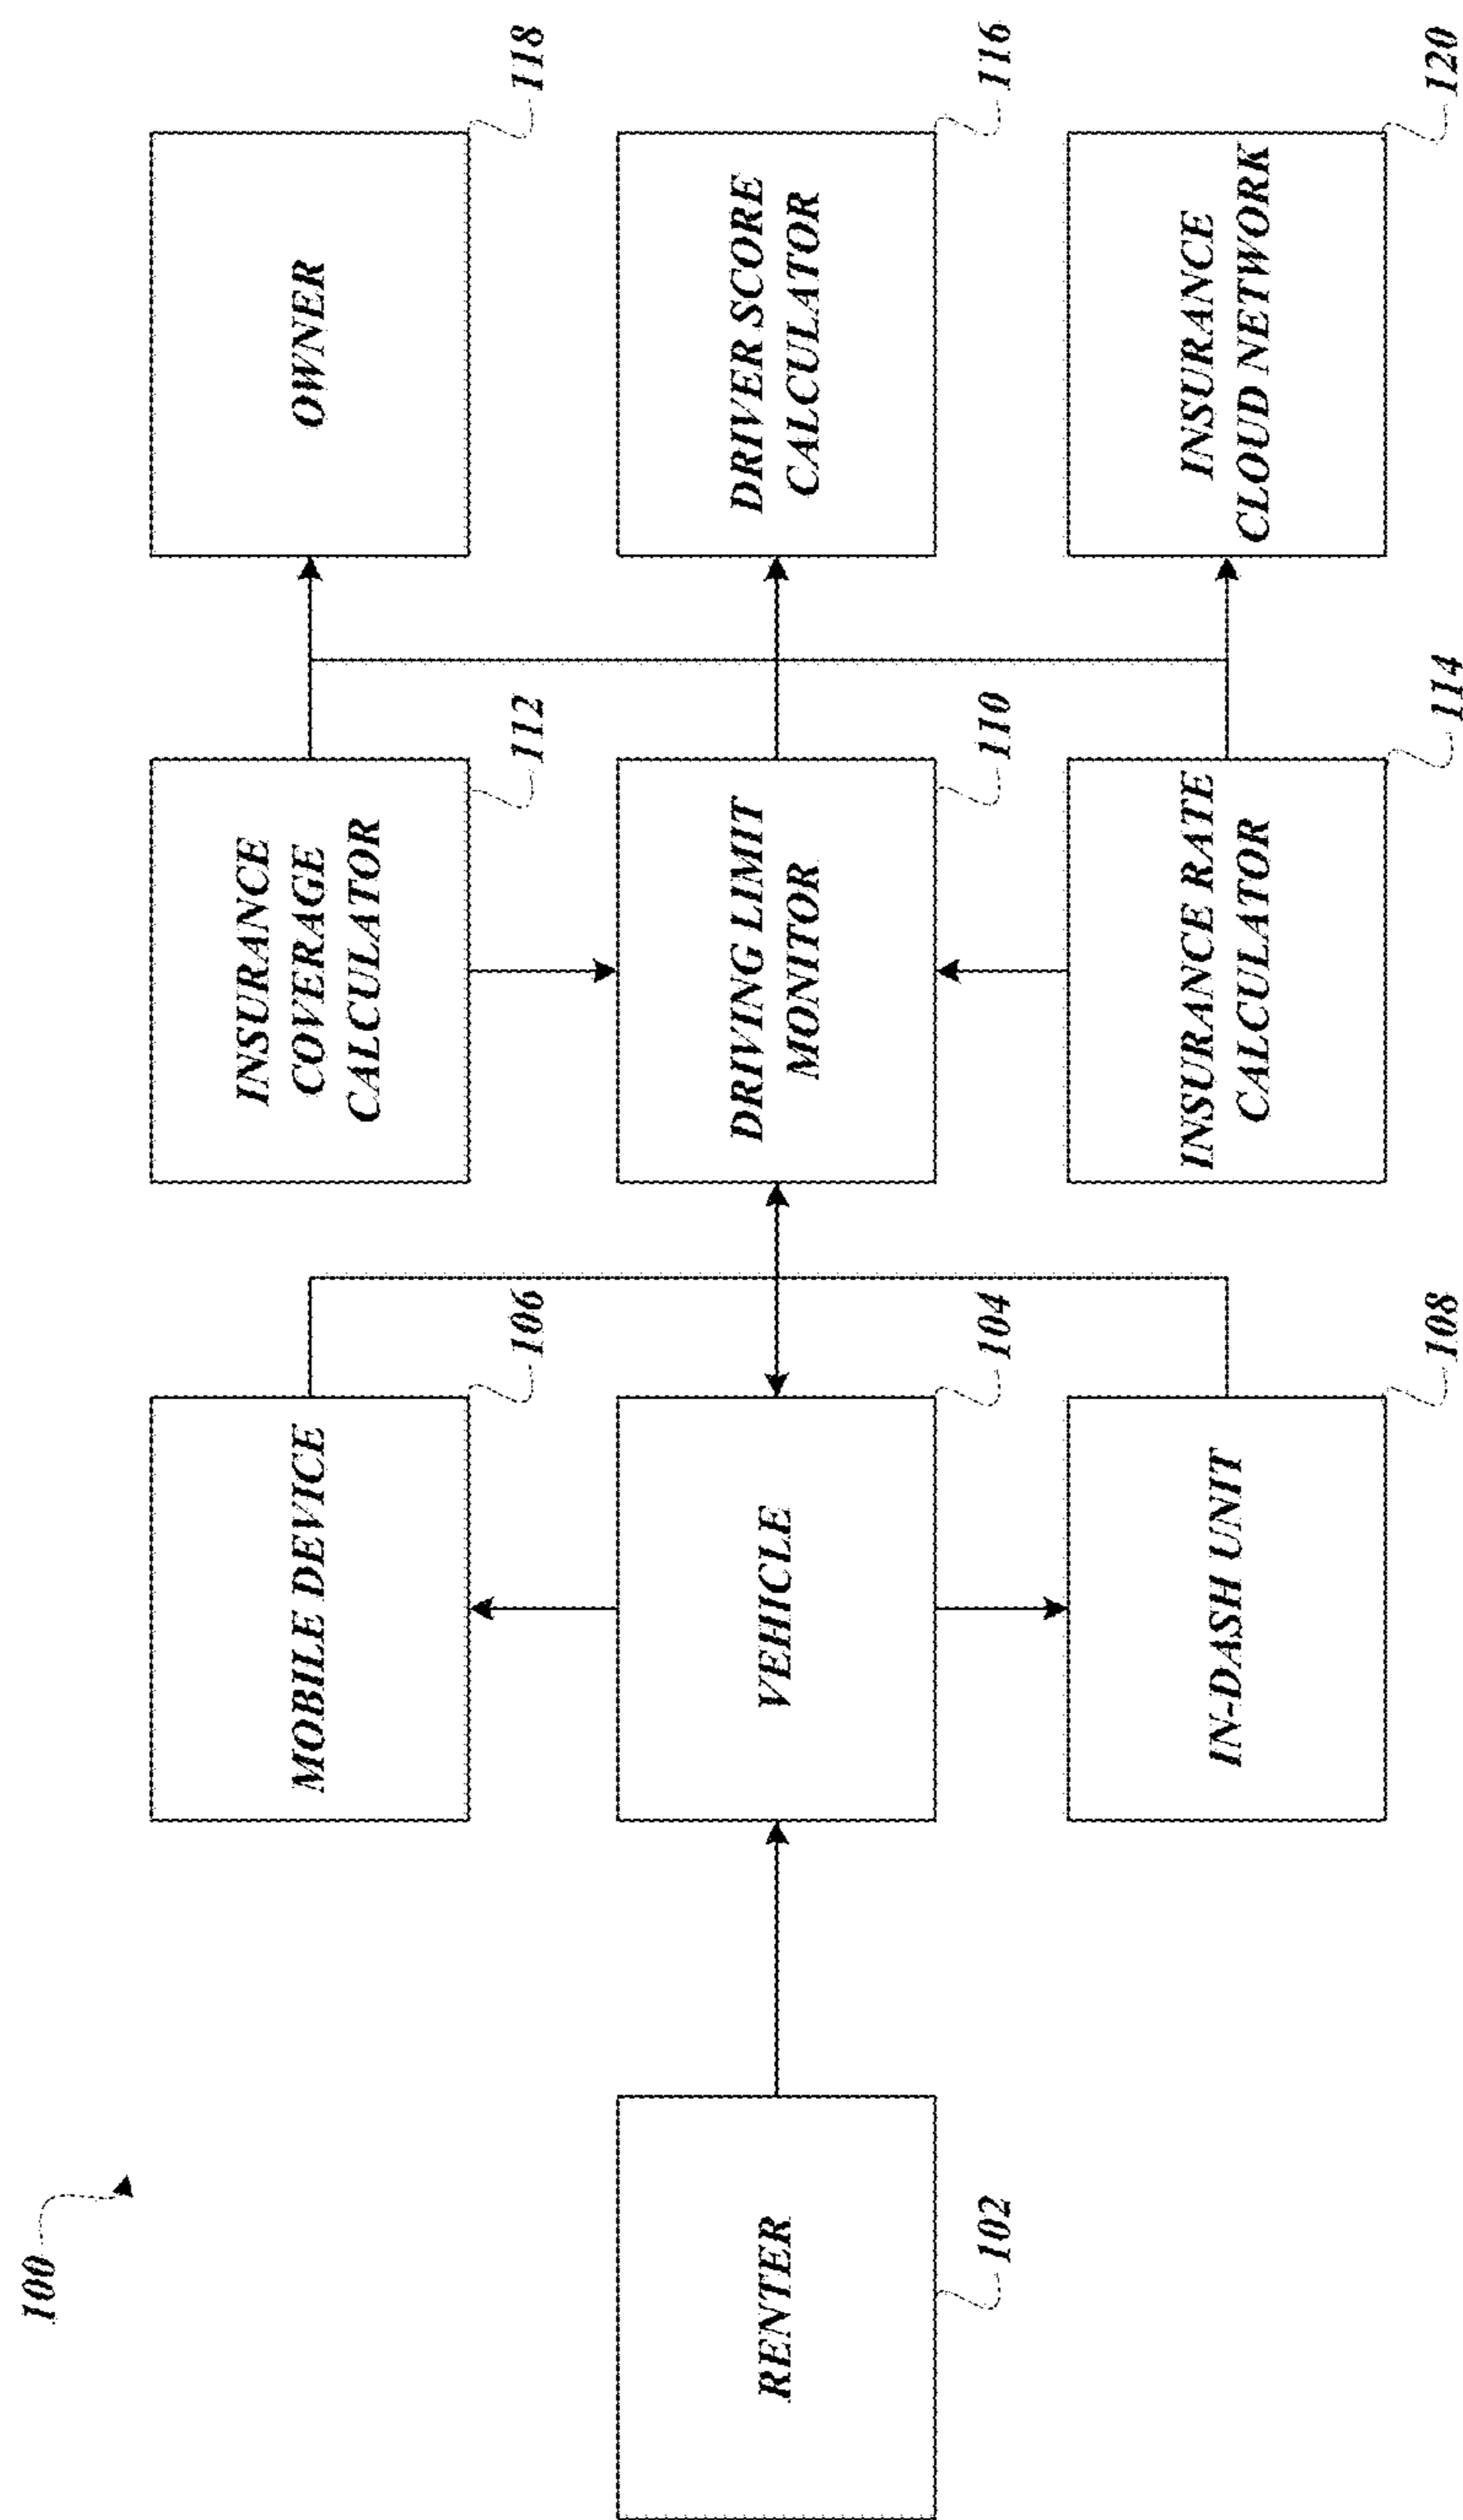 100
MOBILE DEVICE
106
INSURANCE
COVERAGE
CALCULATOR
112
OWNER
118
RENTER
102
VEHICLE
104
DRIVING LIMIT
MONITOR
110
DRIVER SCORE
CALCULATOR
116
IN-DASH UNIT
108
INSURANCE RATE
CALCULATOR
114
INSURANCE
CLOUD NETWORK
120